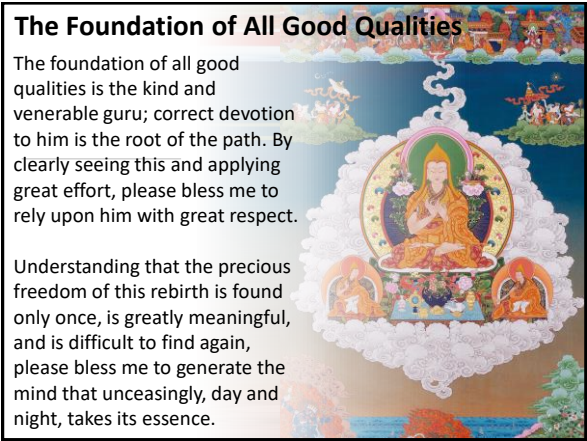 The Foundation of All Good Qualities
The foundation of all good
qualities is the kind and
venerable guru; correct devotion
to him is the root of the path. By
clearly seeing this and applying
great effort, please bless me to
rely upon him with great respect.
Understanding that the precious
freedom of this rebirth is found
only once, is greatly meaningful,
and is difficult to find again,
please bless me to generate the
mind that unceasingly, day and
night, takes its essence.